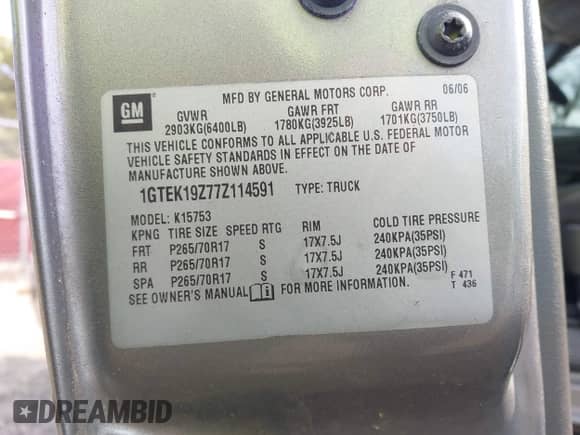 GM
MFD BY GENERAL MOTORS CORP. 06/06
GVWR GAWR FRT GAWR RR
2903KG(6400LB) 1780KG(3925LB) 1701KG(3750LB)
THIS VEHICLE CONFORMS TO ALL APPLICABLE U.S. FEDERAL MOTOR
VEHICLE SAFETY STANDARDS IN EFFECT ON THE DATE OF
MANUFACTURE SHOWN ABOVE.
1GTEK19Z77Z114591 TYPE: TRUCK
MODEL: K15753
KPNG TIRE SIZE SPEED RTG RIM COLD TIRE PRESSURE
FRT P265/70R17 S 17X7.5J 240KPA(35PSI)
RR P265/70R17 S 17X7.5J 240KPA(35PSI)
SPA P265/70R17 S 17X7.5J 240KPA(35PSI)
SEE OWNER'S MANUAL FOR MORE INFORMATION.
F 471
T 436
DREAMBID